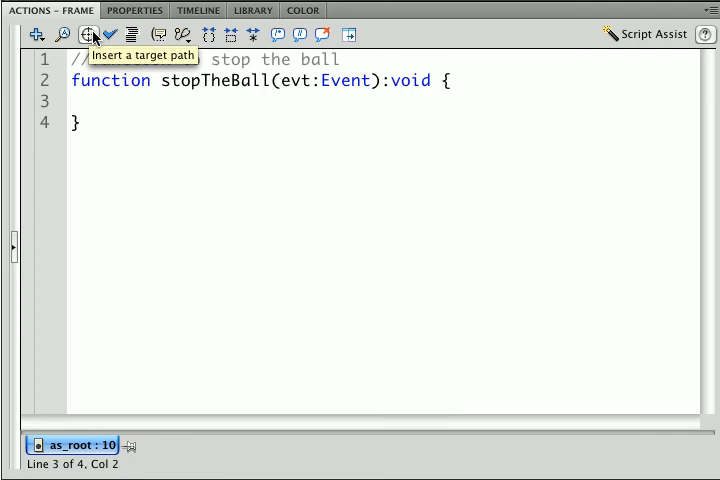 ACTIONS – FRAME PROPERTIES TIMELINE LIBRARY COLOR
Script Assist ?
Insert a target path
1 // stop the ball
2 function stopTheBall(evt:Event):void {
3
4 }
as_root : 10
Line 3 of 4, Col 2